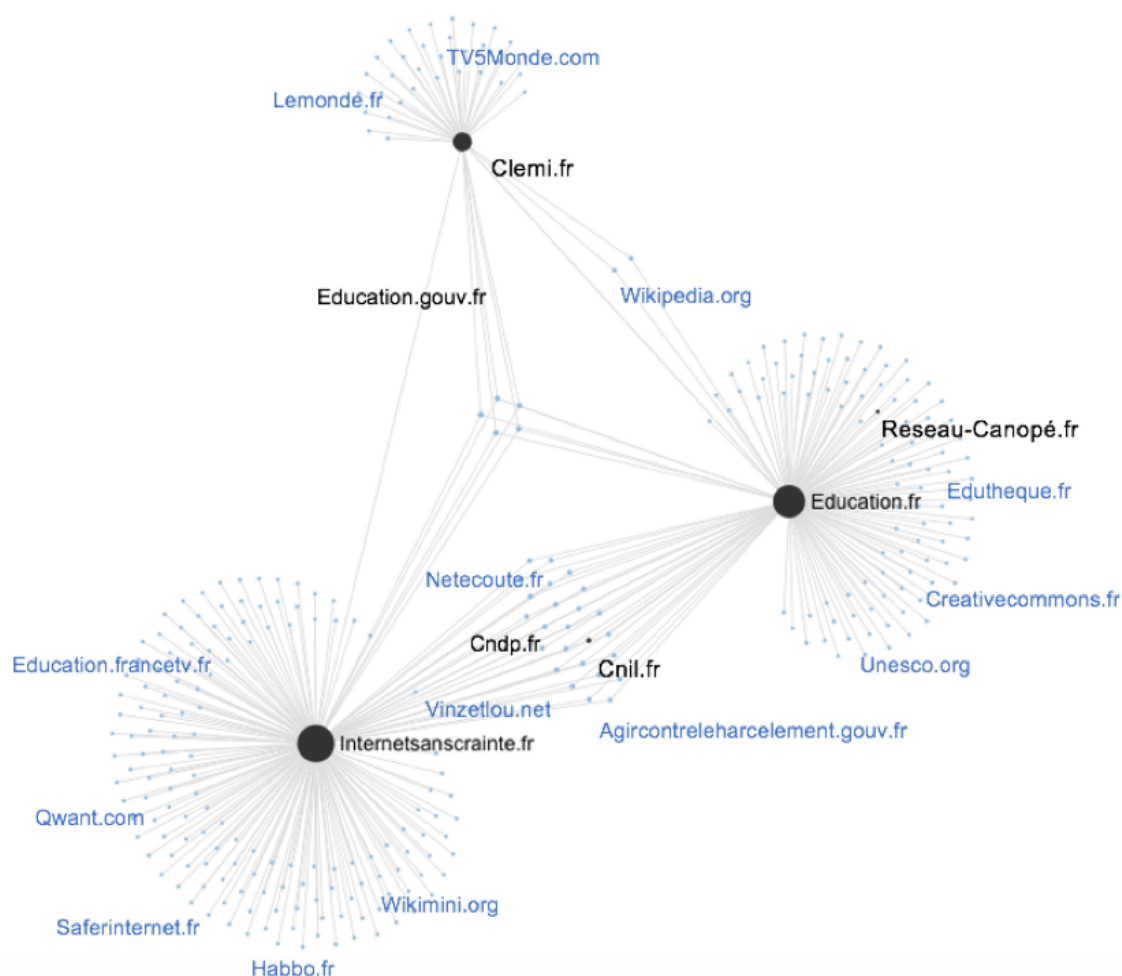 TV5Monde.com
Lemonde.fr
Clemi.fr
Education.gouv.fr
Wikipedia.org
Reseau-Canopé.fr
Edutheque.fr
Education.fr
Netecoute.fr
Creativecommons.fr
Cndp.fr
Education.francetv.fr
Cnil.fr
Unesco.org
Vinzetlou.net
Agircontreleharcelement.gouv.fr
Internetsanscrainte.fr
Qwant.com
Wikimini.org
Saferinternet.fr
Habbo.fr